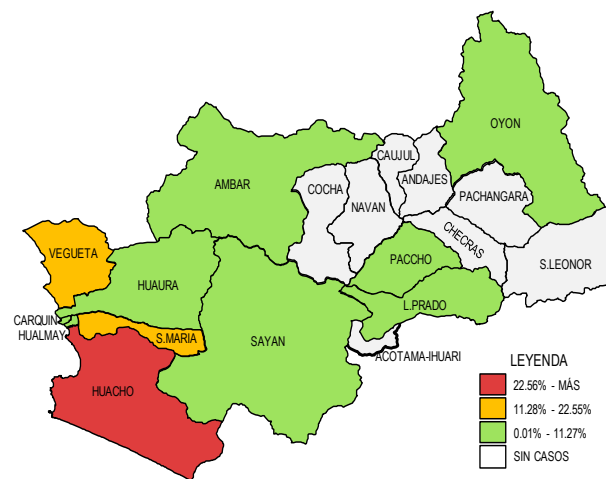 OYON
CAUJUL
ANDAJES
AMBAR
COCHA
NAVAN
PACHANGARA
CHECRAS
VEGUETA
PACCHO
S.LEONOR
HUAURA
L.PRADO
CARQUIN
HUALMAY
S.MARIA
SAYAN
ACOTAMA-IHUARI
HUACHO
LEYENDA
22.56% - MÁS
11.28% - 22.55%
0.01% - 11.27%
SIN CASOS